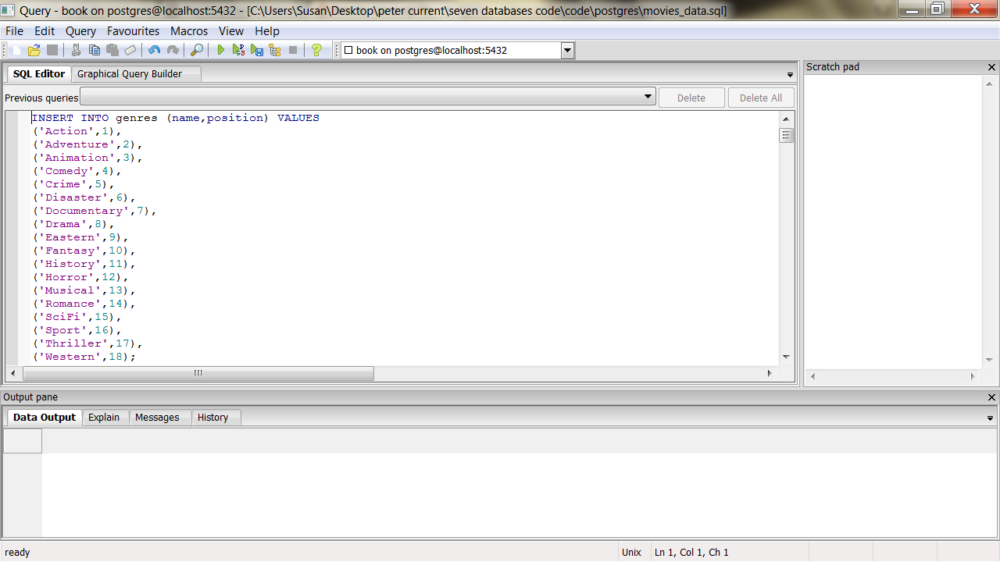 Query - book on postgres@localhost:5432 - [C:\Users\Susan\Desktop\peter current\seven databases code\code\postgres\movies_data.sql]
File Edit Query Favourites Macros View Help
book on postgres@localhost:5432
SQL Editor Graphical Query Builder
Scratch pad
Previous queries Delete Delete All
INSERT INTO genres (name,position) VALUES
('Action',1),
('Adventure',2),
('Animation',3),
('Comedy',4),
('Crime',5),
('Disaster',6),
('Documentary',7),
('Drama',8),
('Eastern',9),
('Fantasy',10),
('History',11),
('Horror',12),
('Musical',13),
('Romance',14),
('SciFi',15),
('Sport',16),
('Thriller',17),
('Western',18);
Output pane
Data Output Explain Messages History
ready Unix Ln 1, Col 1, Ch 1